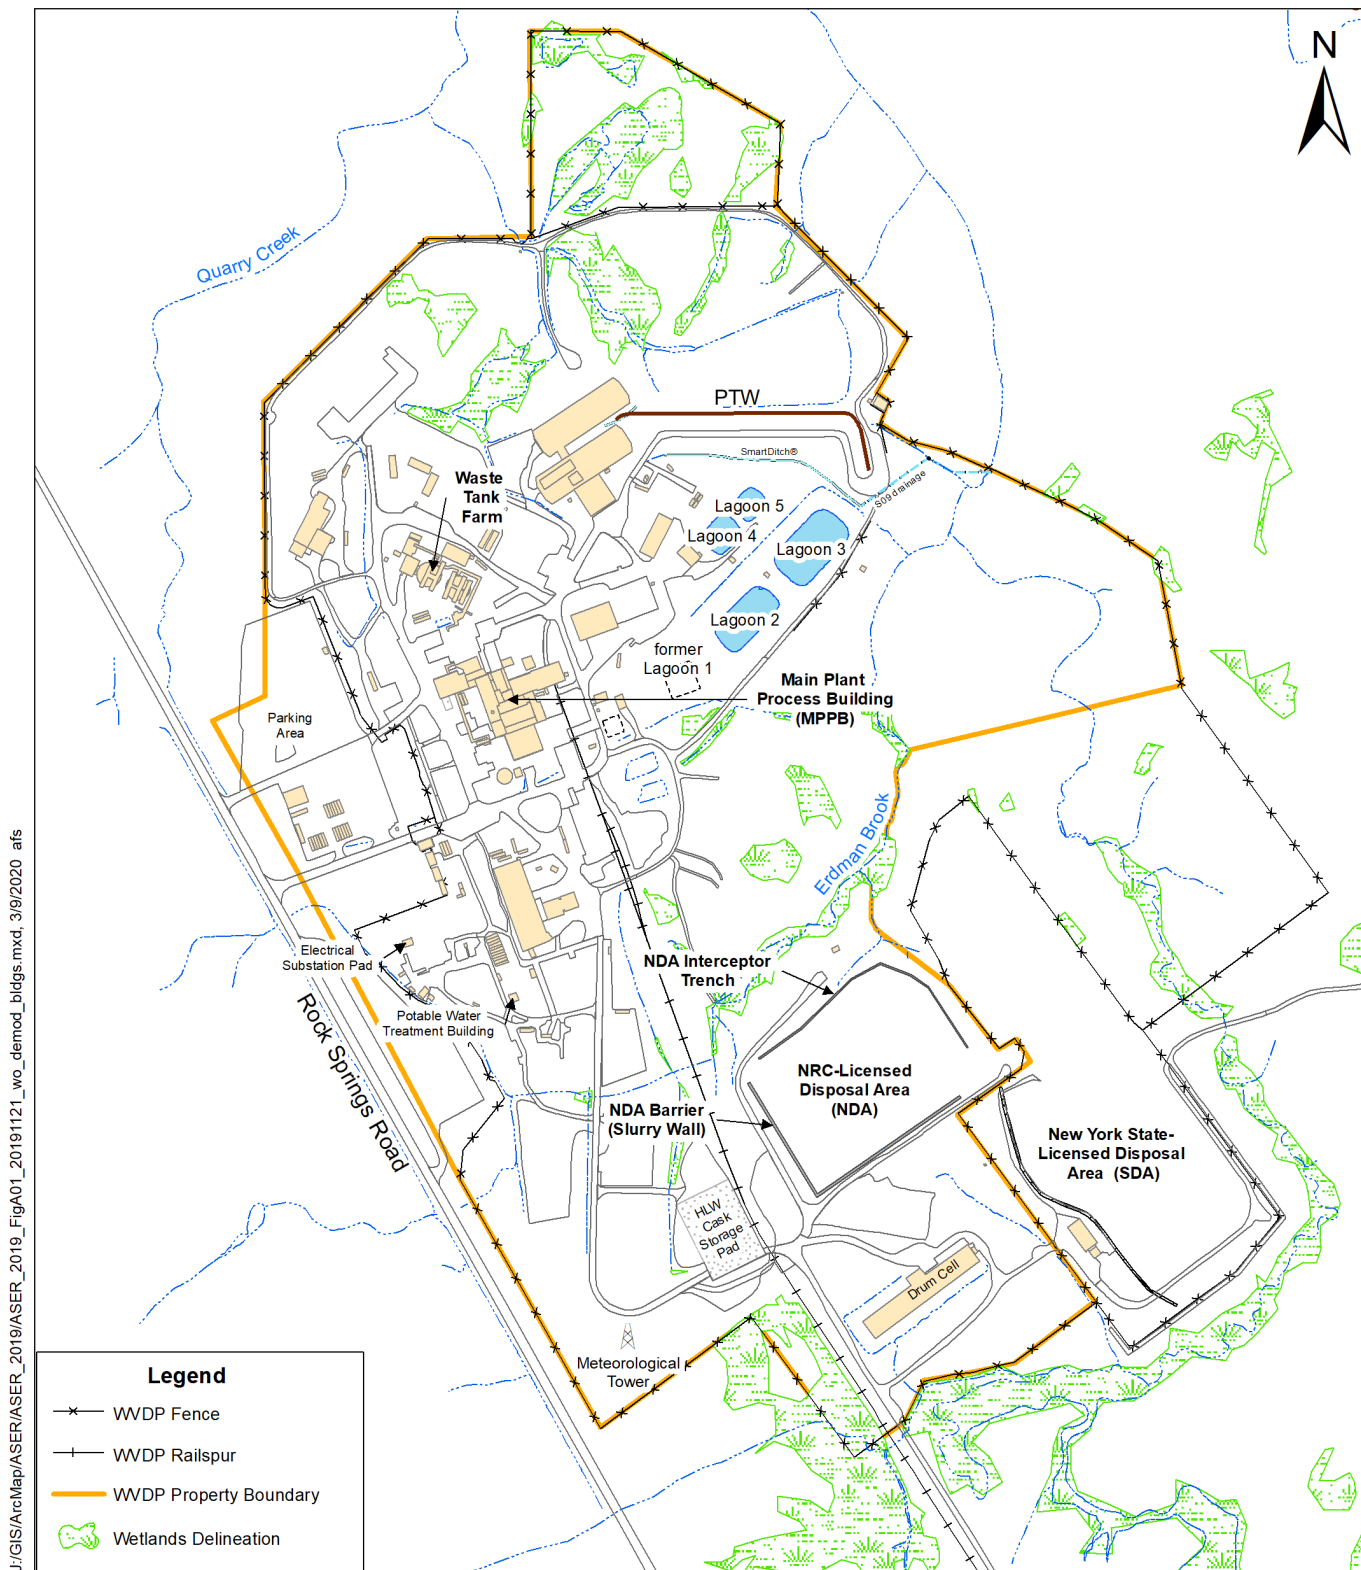 N
Quarry Creek
PTW
SmartDitch®
S09 drainage
Waste
Tank
Farm
Lagoon 5
Lagoon 4
Lagoon 3
Lagoon 2
former
Lagoon 1
Main Plant
Process Building
(MPPB)
Parking
Area
Erdman Brook
Electrical
Substation Pad
NDA Interceptor
Trench
Potable Water
Treatment Building
Rock Springs Road
NRC-Licensed
Disposal Area
(NDA)
NDA Barrier
(Slurry Wall)
New York State-
Licensed Disposal
Area (SDA)
HLW
Cask
Storage
Pad
Drum Cell
Meteorological
Tower
Legend
WVDP Fence
WVDP Railspur
WVDP Property Boundary
Wetlands Delineation
J:/GIS/ArcMap/ASER/ASER_2019/ASER_2019_FigA01_20191121_wo_demod_bldgs.mxd, 3/9/2020 afs